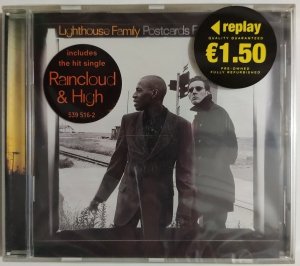 Lighthouse Family Postcards F
includes
the hit single
Raincloud
& High
539 516-2
replay
QUALITY GUARANTEED
€1.50
PRE-OWNED
FULLY REFURBISHED